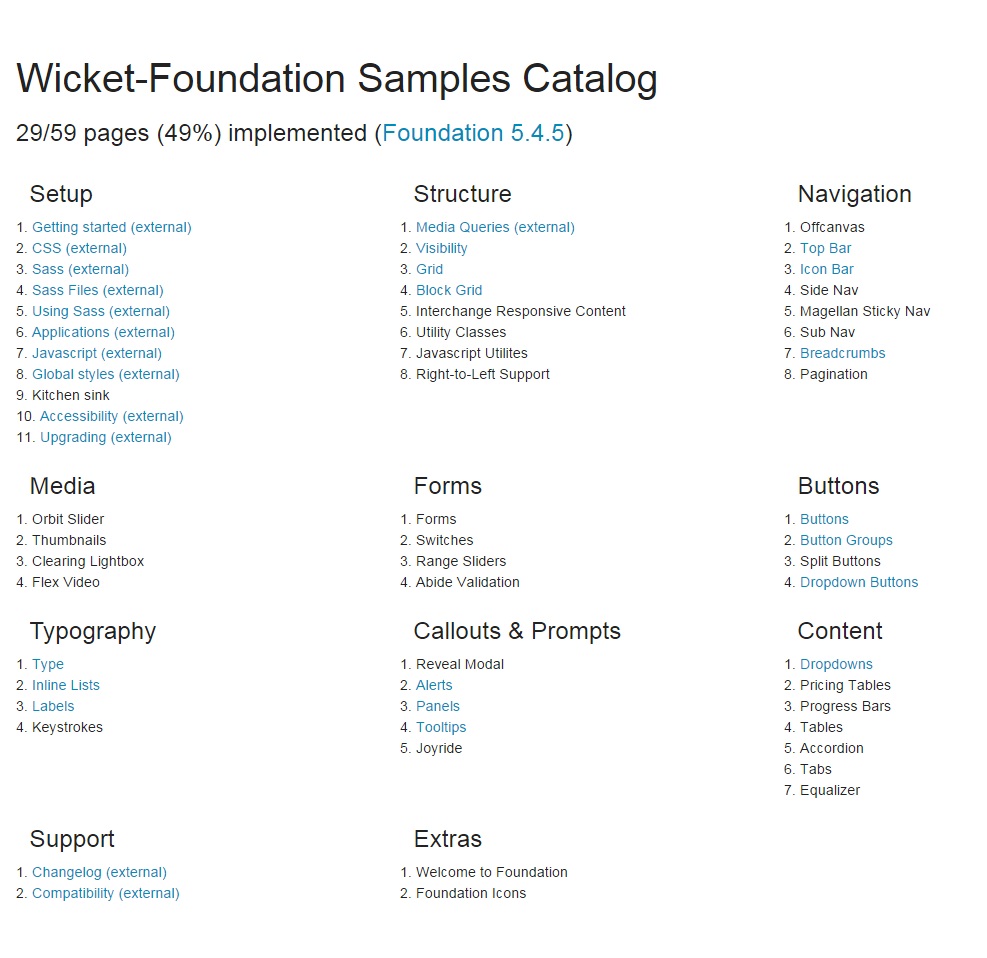 Wicket-Foundation Samples Catalog
29/59 pages (49%) implemented (Foundation 5.4.5)
Setup
1. Getting started (external)
2. CSS (external)
3. Sass (external)
4. Sass Files (external)
5. Using Sass (external)
6. Applications (external)
7. Javascript (external)
8. Global styles (external)
9. Kitchen sink
10. Accessibility (external)
11. Upgrading (external)
Structure
1. Media Queries (external)
2. Visibility
3. Grid
4. Block Grid
5. Interchange Responsive Content
6. Utility Classes
7. Javascript Utilites
8. Right-to-Left Support
Navigation
1. Offcanvas
2. Top Bar
3. Icon Bar
4. Side Nav
5. Magellan Sticky Nav
6. Sub Nav
7. Breadcrumbs
8. Pagination
Media
1. Orbit Slider
2. Thumbnails
3. Clearing Lightbox
4. Flex Video
Forms
1. Forms
2. Switches
3. Range Sliders
4. Abide Validation
Buttons
1. Buttons
2. Button Groups
3. Split Buttons
4. Dropdown Buttons
Typography
1. Type
2. Inline Lists
3. Labels
4. Keystrokes
Callouts & Prompts
1. Reveal Modal
2. Alerts
3. Panels
4. Tooltips
5. Joyride
Content
1. Dropdowns
2. Pricing Tables
3. Progress Bars
4. Tables
5. Accordion
6. Tabs
7. Equalizer
Support
1. Changelog (external)
2. Compatibility (external)
Extras
1. Welcome to Foundation
2. Foundation Icons